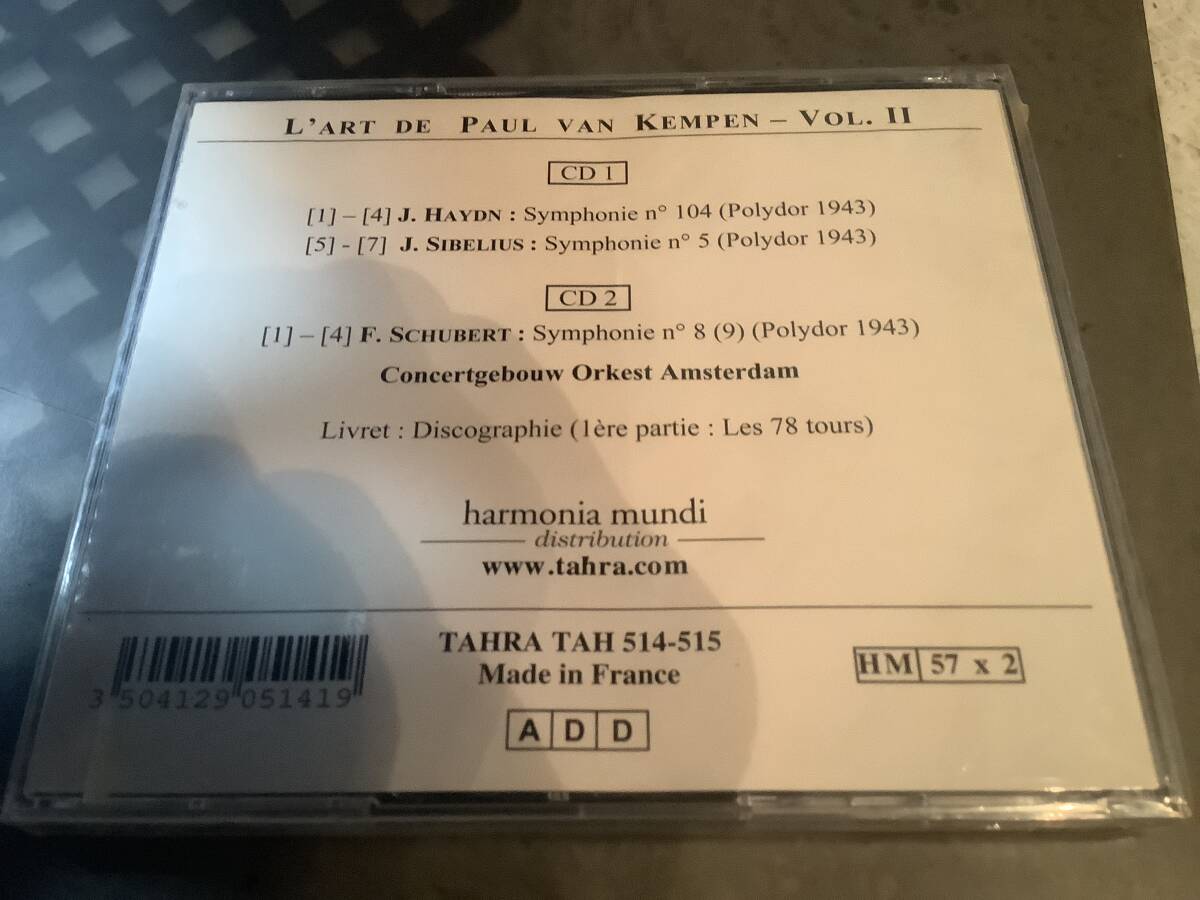 L'ART DE PAUL VAN KEMPEN – VOL. II
CD 1
[1] – [4] J. HAYDN : Symphonie n° 104 (Polydor 1943)
[5] - [7] J. SIBELIUS : Symphonie n° 5 (Polydor 1943)
CD 2
[1] – [4] F. SCHUBERT : Symphonie n° 8 (9) (Polydor 1943)
Concertgebouw Orkest Amsterdam
Livret : Discographie (1ère partie : Les 78 tours)
harmonia mundi
distribution
www.tahra.com
TAHRA TAH 514-515
Made in France
HM 57 x 2
3 504129 051419
A D D